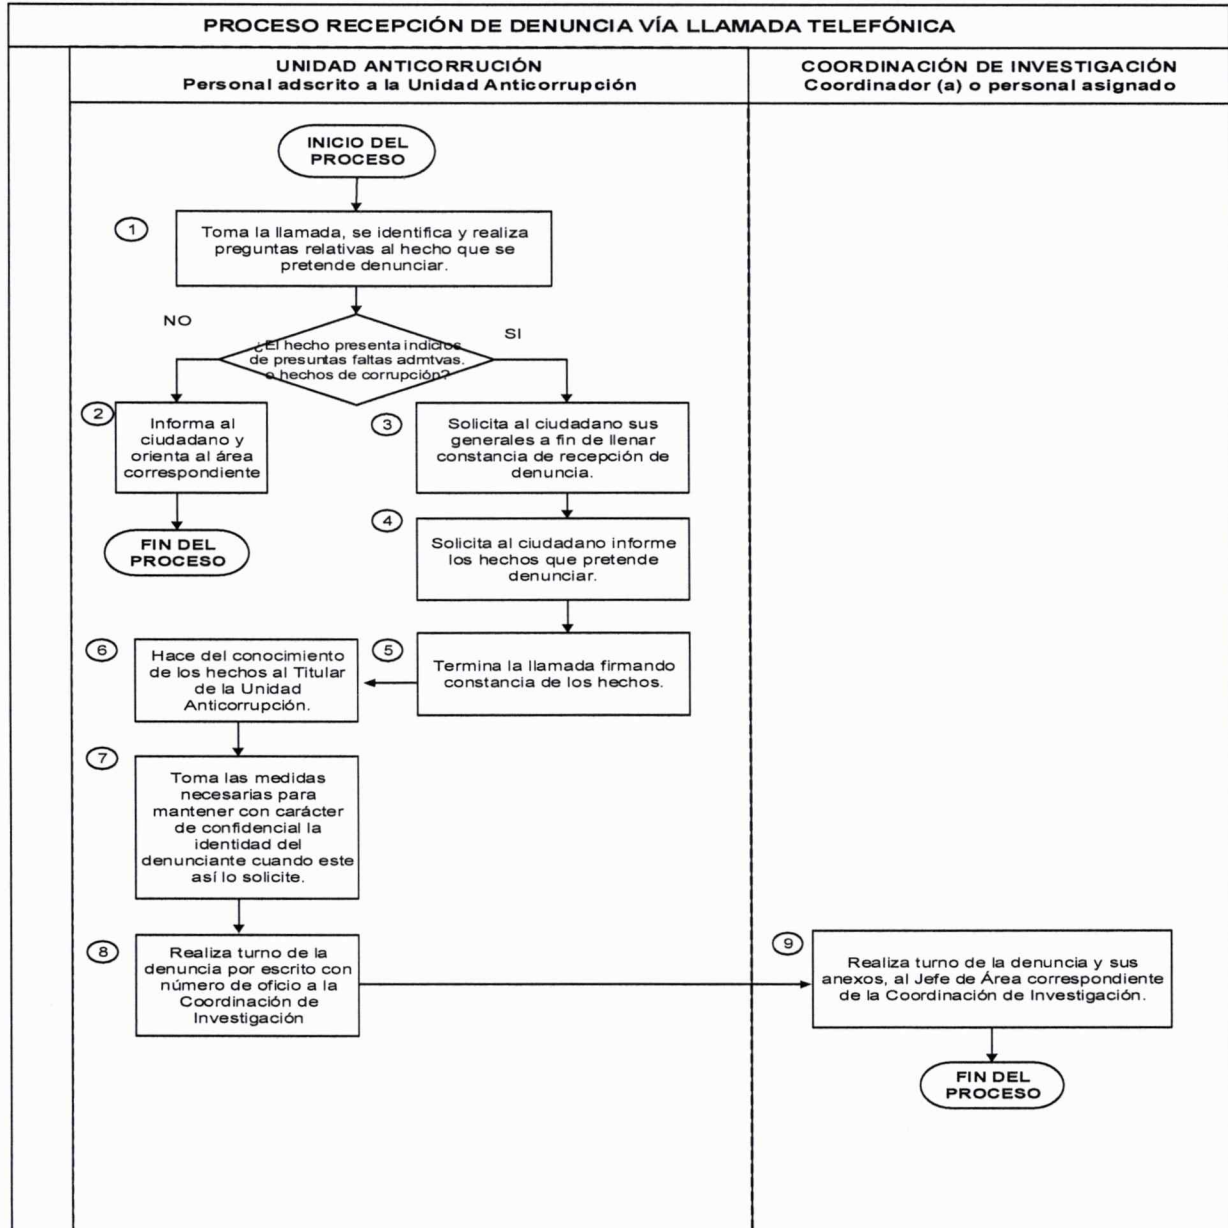 PROCESO RECEPCIÓN DE DENUNCIA VÍA LLAMADA TELEFÓNICA
UNIDAD ANTICORRUCIÓN
Personal adscrito a la Unidad Anticorrupción
COORDINACIÓN DE INVESTIGACIÓN
Coordinador (a) o personal asignado
INICIO DEL
PROCESO
1
Toma la llamada, se identifica y realiza
preguntas relativas al hecho que se
pretende denunciar.
NO
SI
¿El hecho presenta indicios
de presuntas faltas admtvas.
o hechos de corrupción?
2
Informa al
ciudadano y
orienta al área
correspondiente
FIN DEL
PROCESO
3
Solicita al ciudadano sus
generales a fin de llenar
constancia de recepción de
denuncia.
4
Solicita al ciudadano informe
los hechos que pretende
denunciar.
5
Termina la llamada firmando
constancia de los hechos.
6
Hace del conocimiento
de los hechos al Titular
de la Unidad
Anticorrupción.
7
Toma las medidas
necesarias para
mantener con carácter
de confidencial la
identidad del
denunciante cuando este
así lo solicite.
8
Realiza turno de la
denuncia por escrito con
número de oficio a la
Coordinación de
Investigación
9
Realiza turno de la denuncia y sus
anexos, al Jefe de Área correspondiente
de la Coordinación de Investigación.
FIN DEL
PROCESO